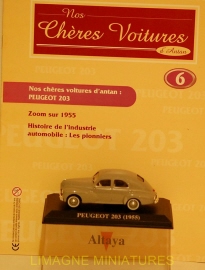 Nos
Chères Voitures
d'Antan
6
Nos chères voitures d'antan :
PEUGEOT 203
Zoom sur 1955
Histoire de l'Industrie
automobile : Les pionniers
PEUGEOT 203 (1955)
Altaya
LIMAGNE MINIATURES